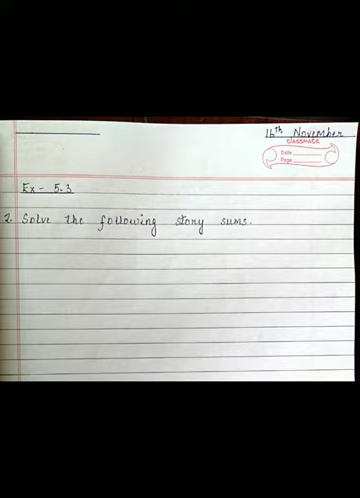 16th November
classmate
Date
Page
Ex - 5.3
2. Solve the following story sums.